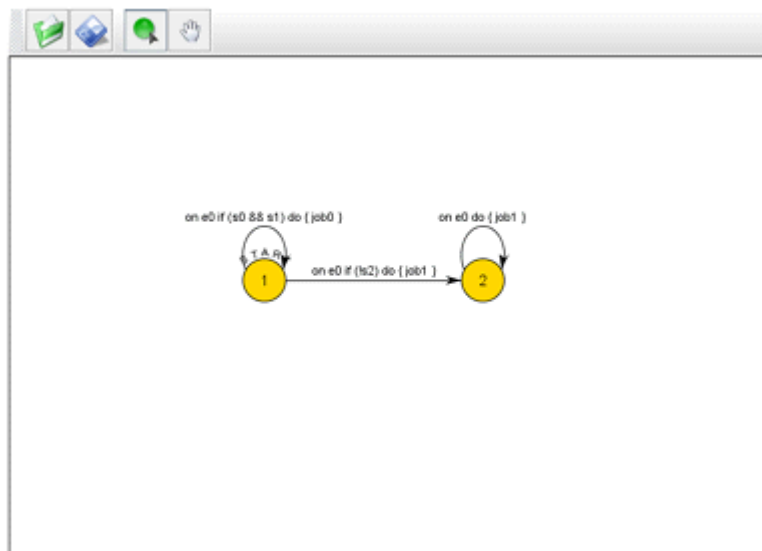 on e0 if (s0 && s1) do { job0 }
on e0 do { job1 }
on e0 if (!s2) do { job1 }
1
2